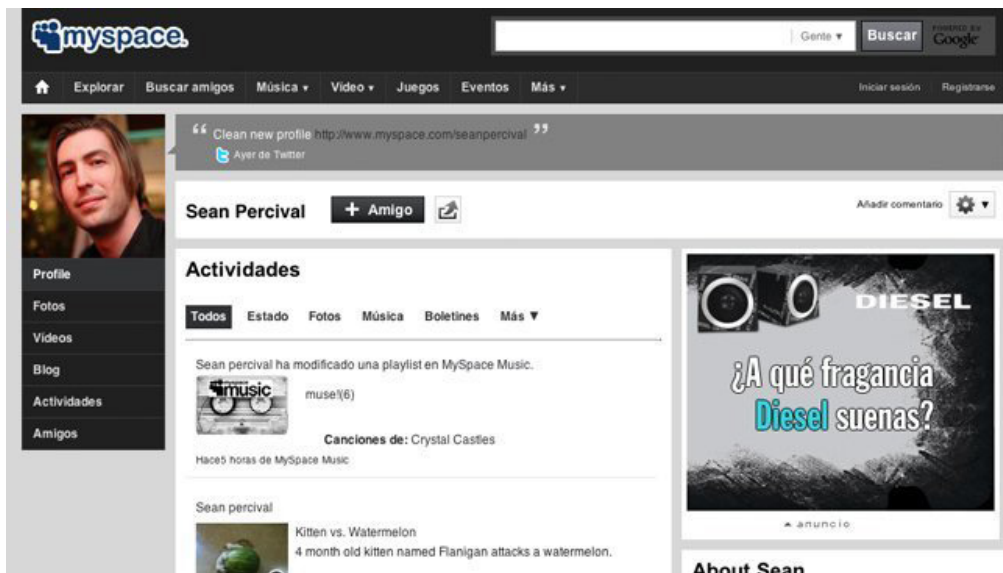 myspace.
Gente ▼
Buscar
POWERED BY
Google
Explorar
Buscar amigos
Música ▾
Vídeo ▾
Juegos
Eventos
Más ▾
Iniciar sesión
Registrarse
“ Clean new profile http://www.myspace.com/seanpercival ”
Ayer de Twitter
Sean Percival
+ Amigo
Añadir comentario
Profile
Fotos
Vídeos
Blog
Actividades
Amigos
Actividades
Todos
Estado
Fotos
Música
Boletines
Más ▼
Sean percival ha modificado una playlist en MySpace Music.
myspace
music
muse!(6)
Canciones de: Crystal Castles
Hace5 horas de MySpace Music
Sean percival
Kitten vs. Watermelon
4 month old kitten named Flanigan attacks a watermelon.
DIESEL
¿A qué fragancia
Diesel suenas?
▲ anuncio
About Sean